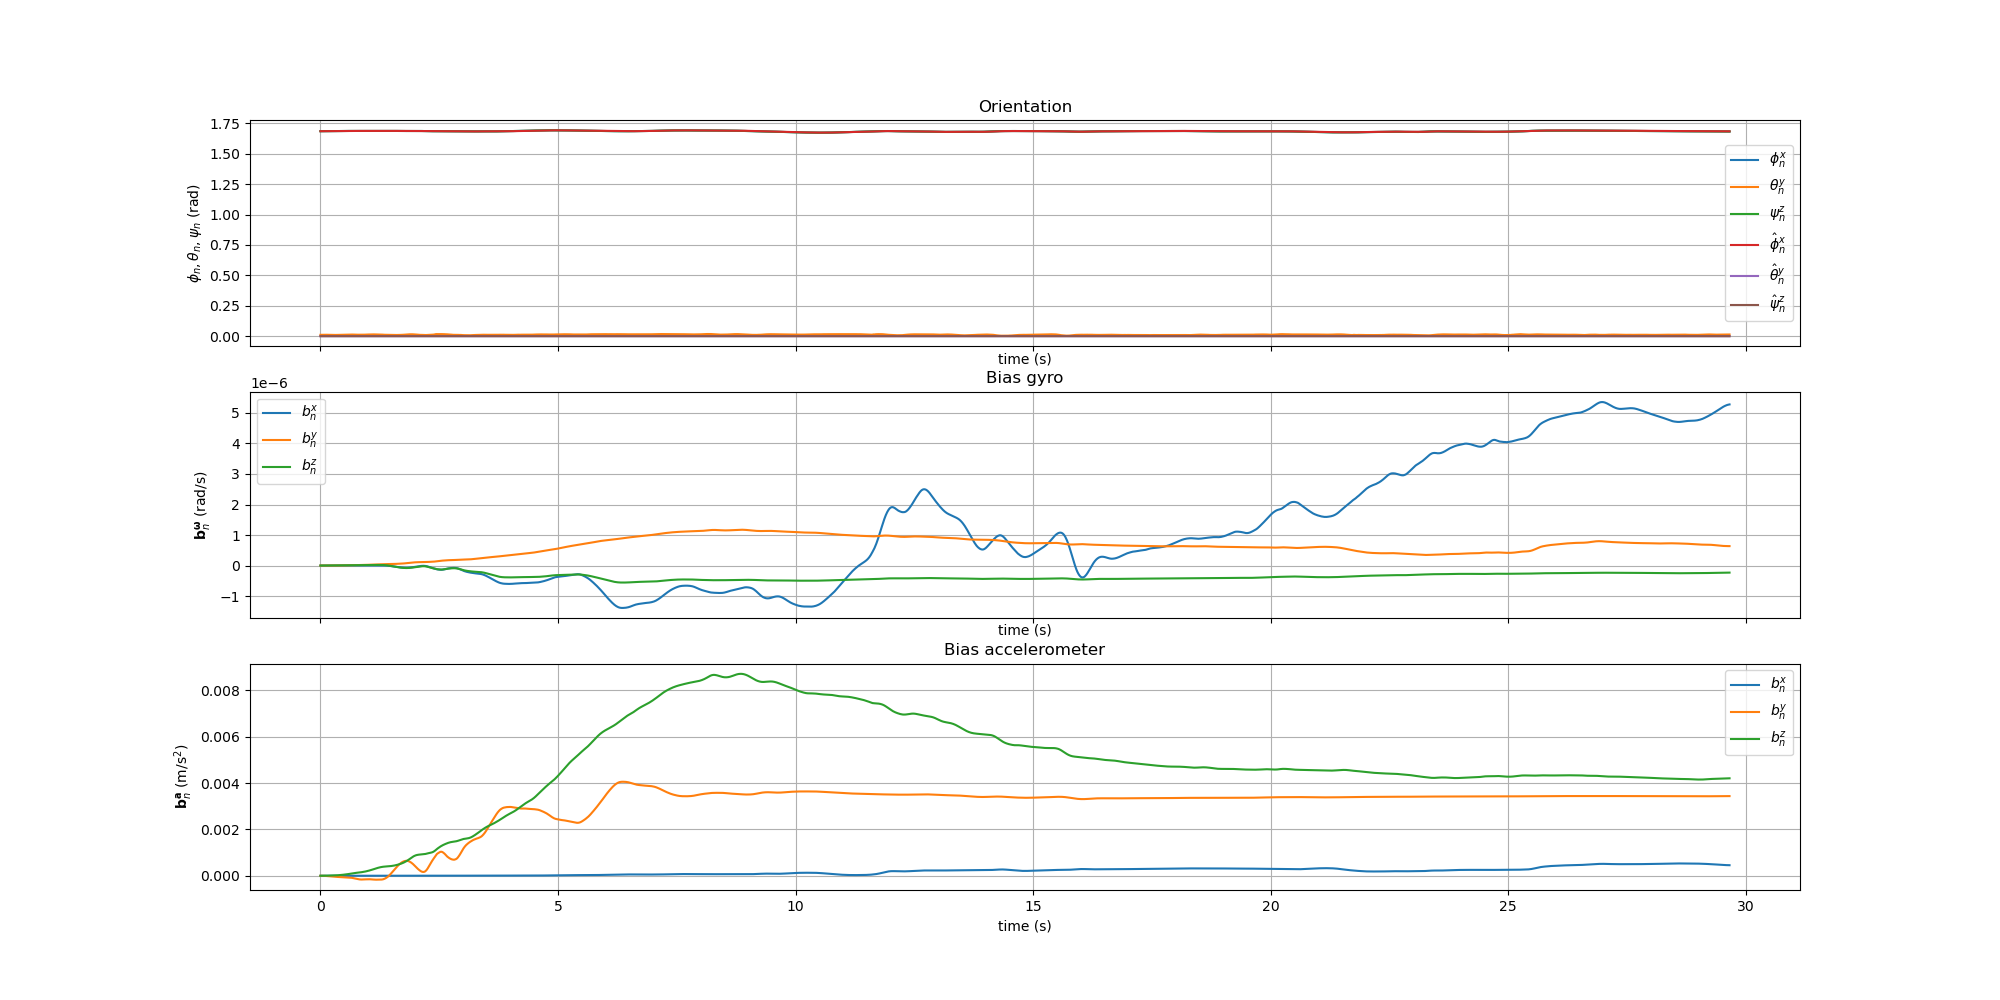 Orientation
1.75
1.50
1.25
1.00
0.75
0.50
0.25
0.00
ϕₙ, θₙ, ψₙ (rad)
ϕₙˣ
θₙʸ
ψₙᶻ
ϕ̂ₙˣ
θ̂ₙʸ
ψ̂ₙᶻ
time (s)
1e−6
Bias gyro
5
4
3
2
1
0
−1
𝐛ₙ^𝛚 (rad/s)
bₙˣ
bₙʸ
bₙᶻ
time (s)
Bias accelerometer
0.008
0.006
0.004
0.002
0.000
𝐛ₙ^𝐚 (m/s²)
bₙˣ
bₙʸ
bₙᶻ
0 5 10 15 20 25 30
time (s)